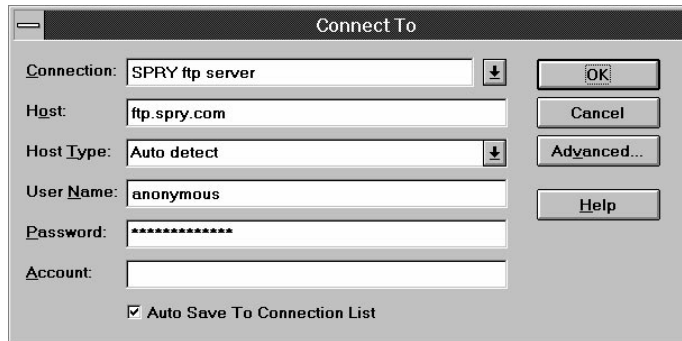 Connect To
Connection: SPRY ftp server
OK
Host: ftp.spry.com
Cancel
Host Type: Auto detect
Advanced...
User Name: anonymous
Help
Password: *************
Account:
Auto Save To Connection List